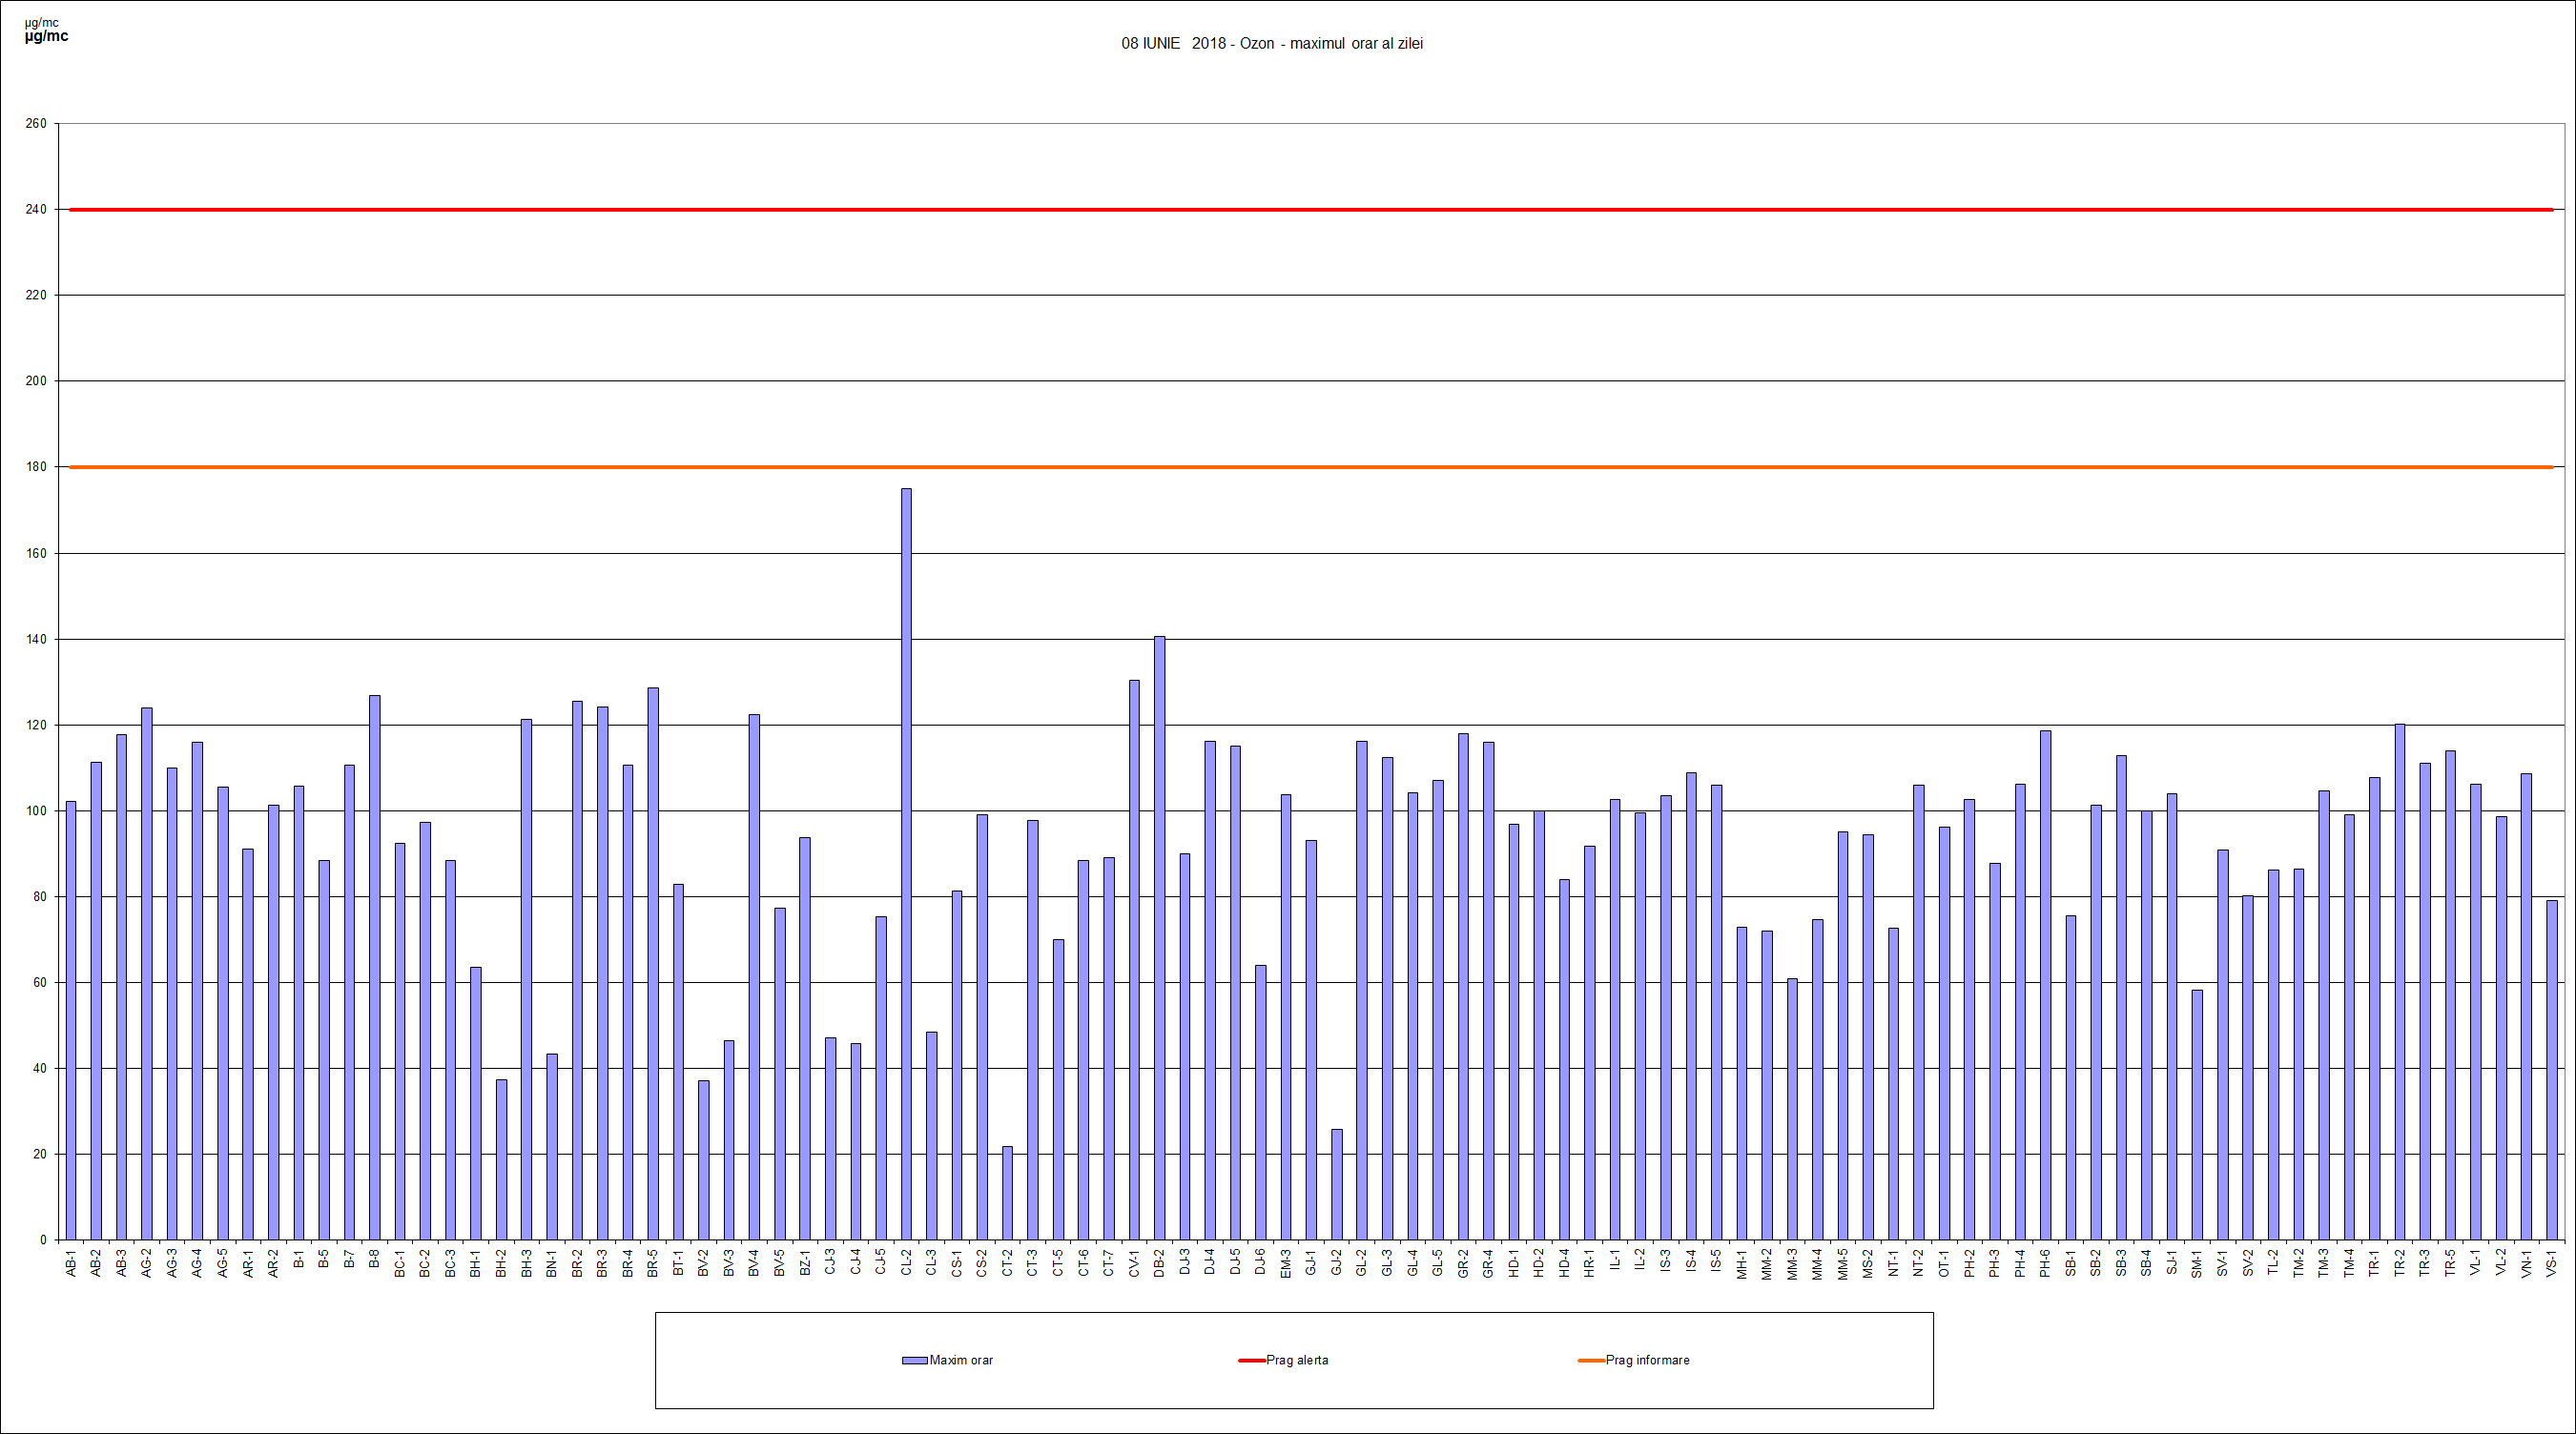 µg/mc
µg/mc
08 IUNIE 2018 - Ozon - maximul orar al zilei
260
240
220
200
180
160
140
120
100
80
60
40
20
0
AB-1 AB-2 AB-3 AG-2 AG-3 AG-4 AG-5 AR-1 AR-2 B-1 B-5 B-7 B-8 BC-1 BC-2 BC-3 BH-1 BH-2 BH-3 BN-1 BR-2 BR-3 BR-4 BR-5 BT-1 BV-2 BV-3 BV-4 BV-5 BZ-1 CJ-3 CJ-4 CJ-5 CL-2 CL-3 CS-1 CS-2 CT-2 CT-3 CT-5 CT-6 CT-7 CV-1 DB-2 DJ-3 DJ-4 DJ-5 DJ-6 EM-3 GJ-1 GJ-2 GL-2 GL-3 GL-4 GL-5 GR-2 GR-4 HD-1 HD-2 HD-4 HR-1 IL-1 IL-2 IS-3 IS-4 IS-5 MH-1 MM-2 MM-3 MM-4 MM-5 MS-2 NT-1 NT-2 OT-1 PH-2 PH-3 PH-4 PH-6 SB-1 SB-2 SB-3 SB-4 SJ-1 SM-1 SV-1 SV-2 TL-2 TM-2 TM-3 TM-4 TR-1 TR-2 TR-3 TR-5 VL-1 VL-2 VN-1 VS-1
Maxim orar Prag alerta Prag informare